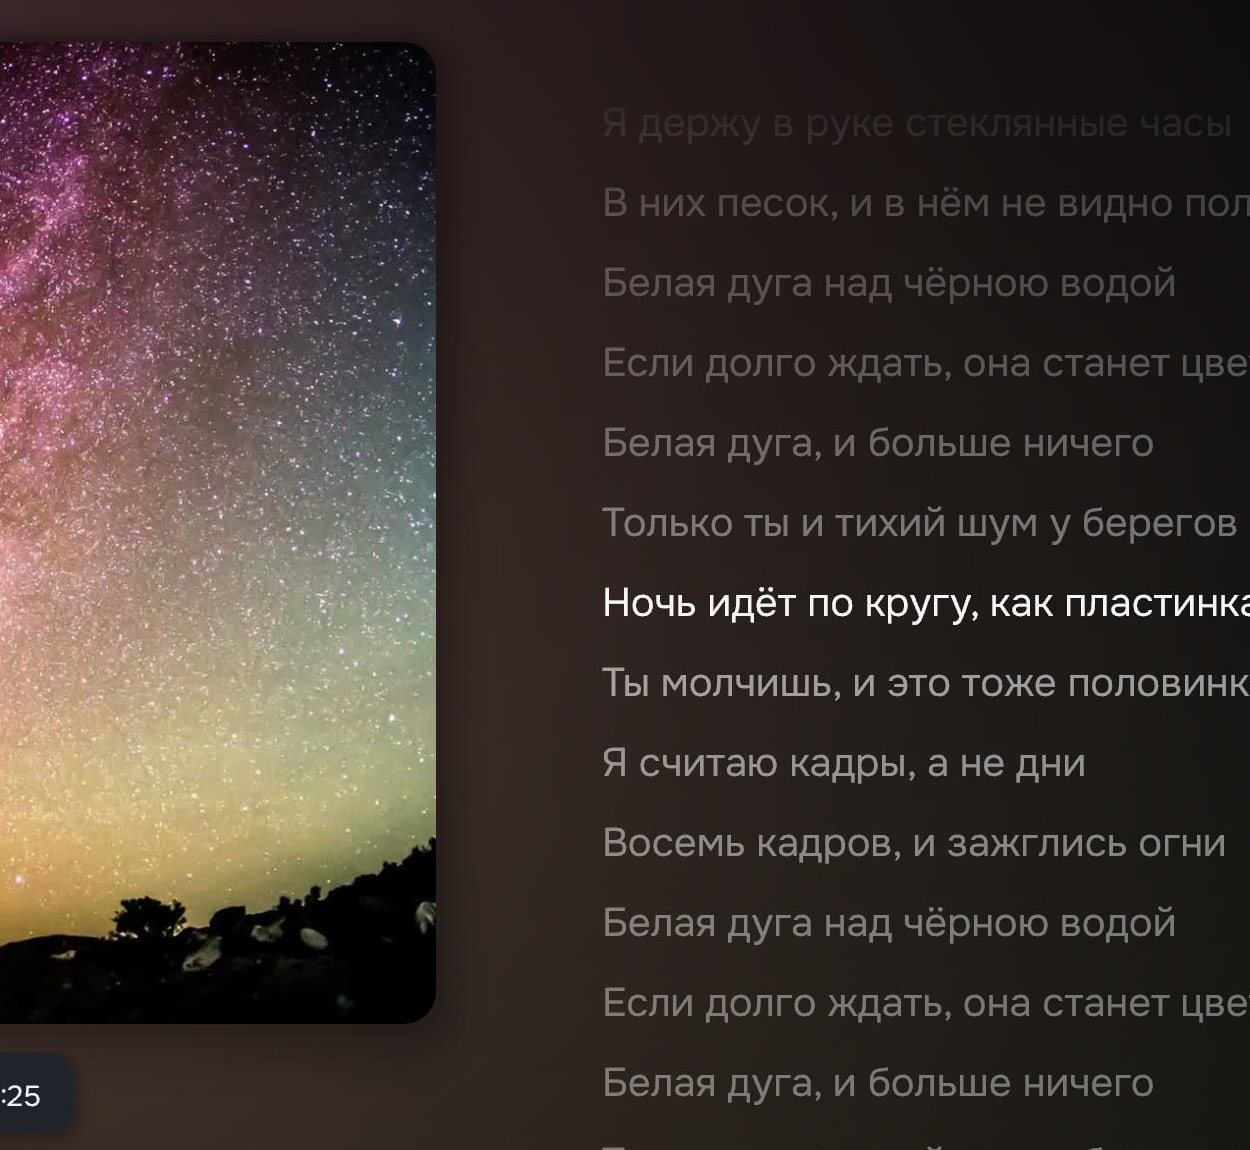 Я держу в руке стеклянные часы
В них песок, и в нём не видно
Белая дуга над чёрною водой
Если долго ждать, она станет
Белая дуга, и больше ничего
Только ты и тихий шум у берегов
Ночь идёт по кругу, как
Ты молчишь, и это тоже
Я считаю кадры, а не дни
Восемь кадров, и зажглись огни
Белая дуга над чёрною водой
Если долго ждать, она станет
Белая дуга, и больше ничего
:25